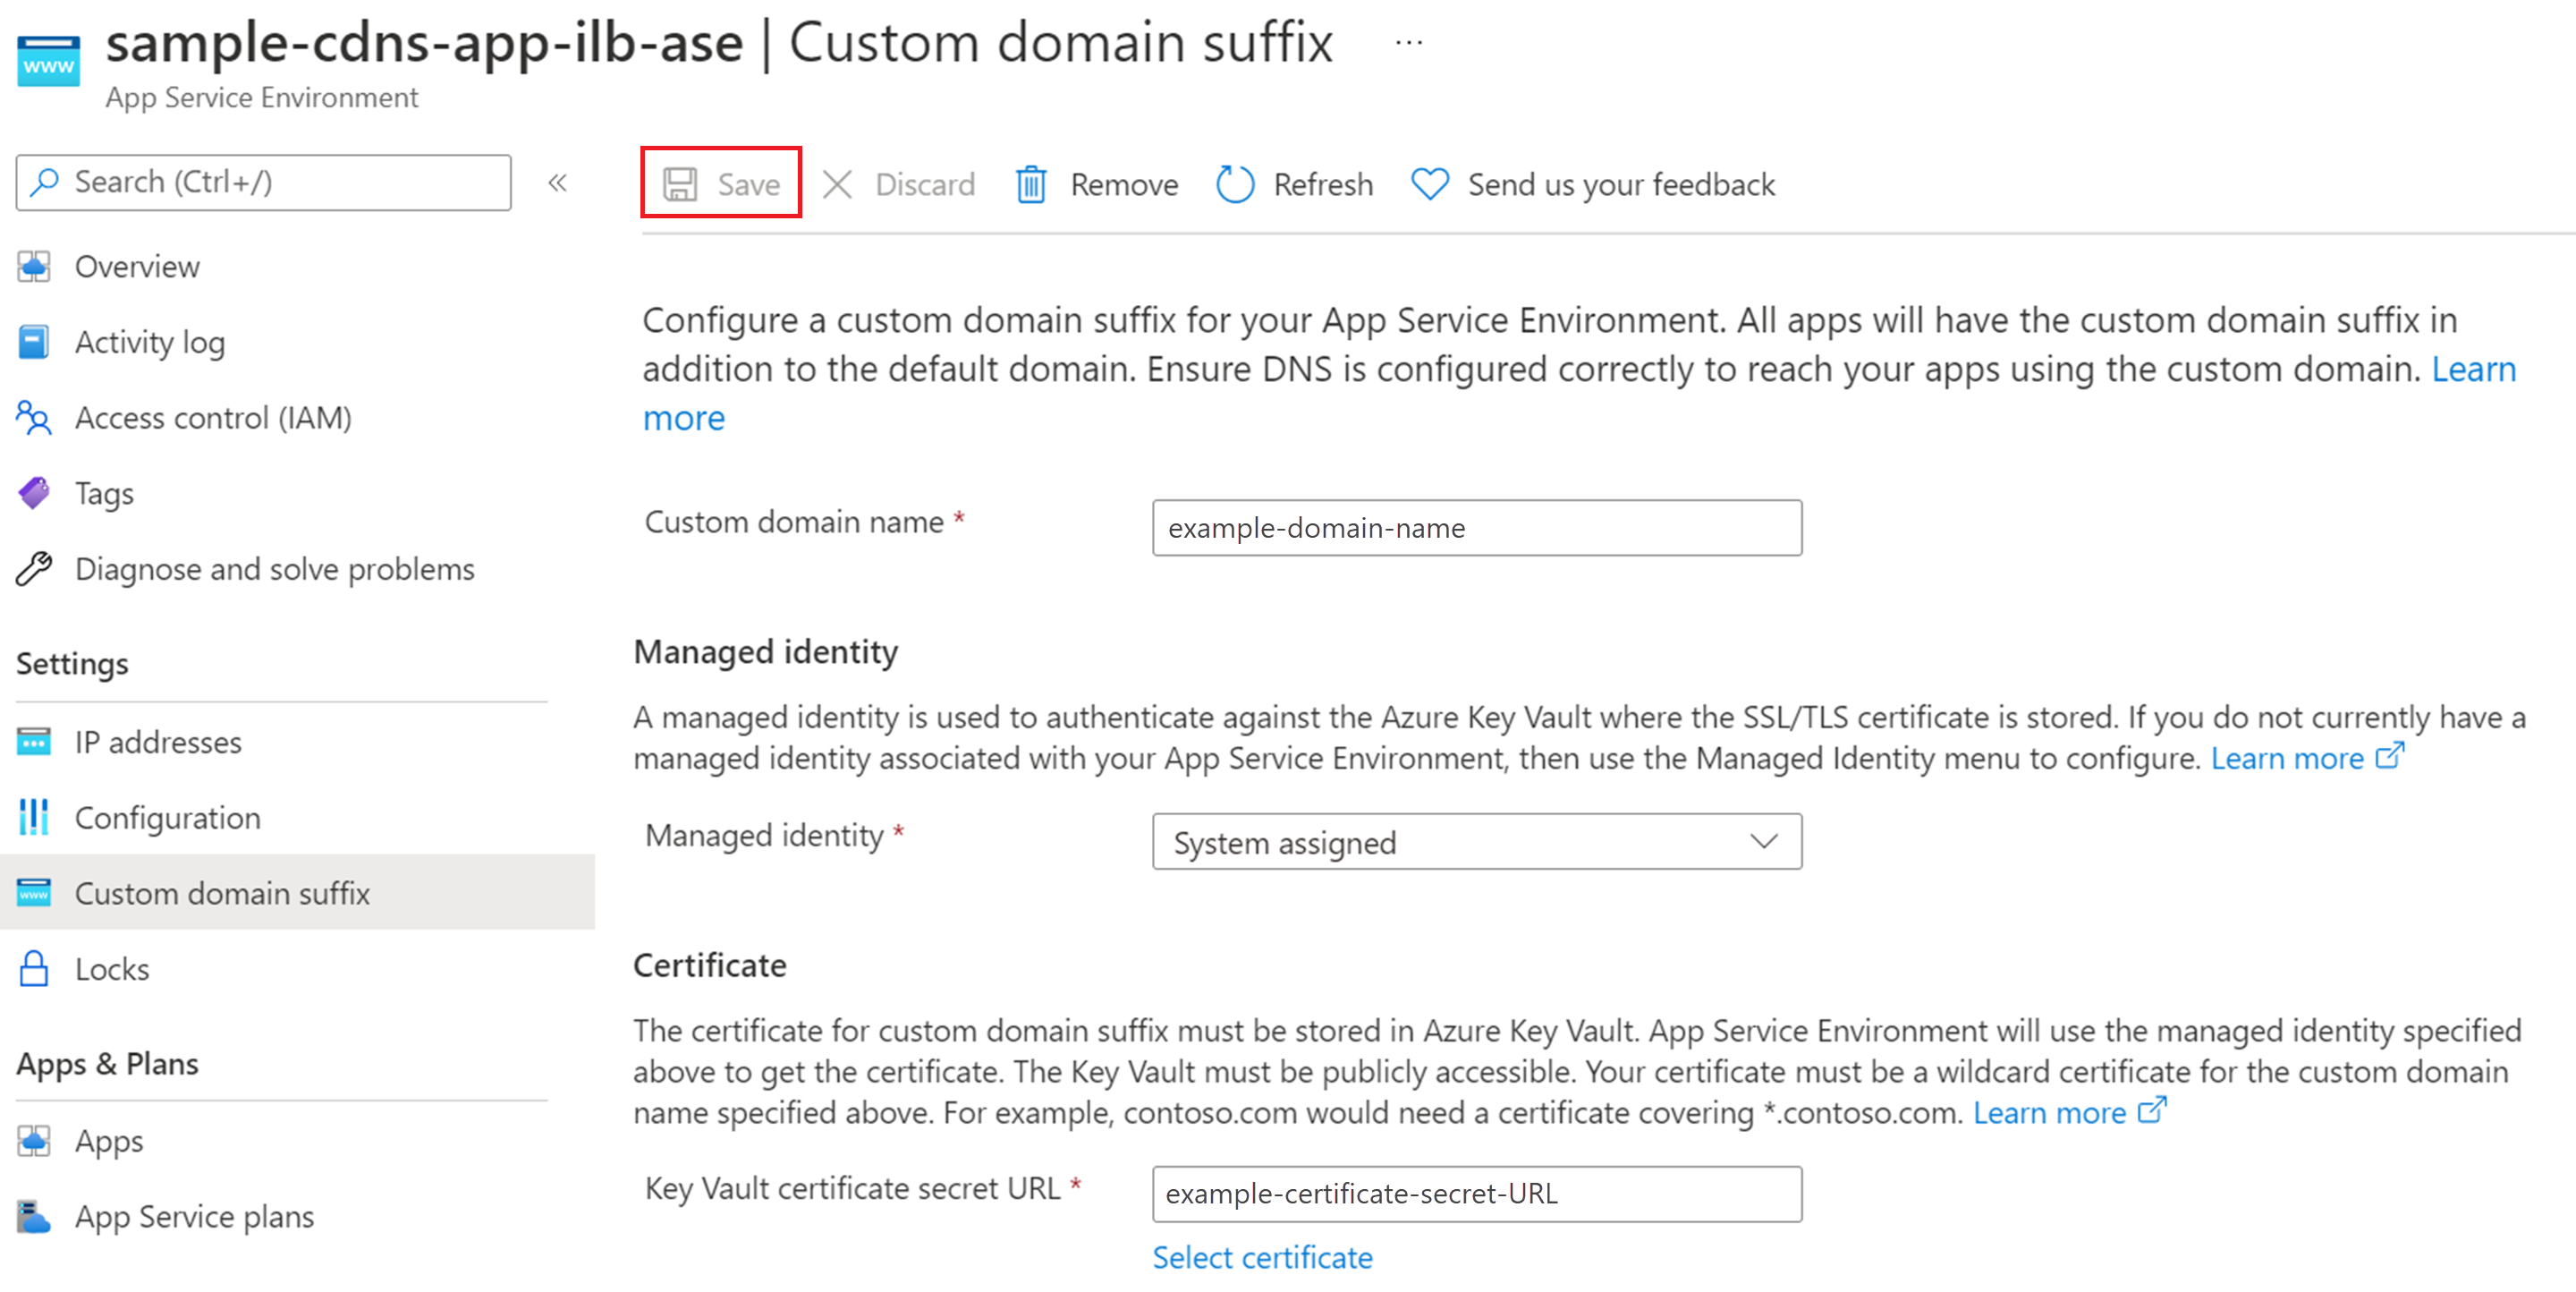 sample-cdns-app-ilb-ase | Custom domain suffix ...
www
App Service Environment
Search (Ctrl+/)
«
Overview
Activity log
Access control (IAM)
Tags
Diagnose and solve problems
Settings
IP addresses
Configuration
www
Custom domain suffix
Locks
Apps & Plans
Apps
App Service plans
Save
Discard
Remove
Refresh
Send us your feedback
Configure a custom domain suffix for your App Service Environment. All apps will have the custom domain suffix in
addition to the default domain. Ensure DNS is configured correctly to reach your apps using the custom domain. Learn
more
Custom domain name *
example-domain-name
Managed identity
A managed identity is used to authenticate against the Azure Key Vault where the SSL/TLS certificate is stored. If you do not currently have a
managed identity associated with your App Service Environment, then use the Managed Identity menu to configure. Learn more
Managed identity *
System assigned
Certificate
The certificate for custom domain suffix must be stored in Azure Key Vault. App Service Environment will use the managed identity specified
above to get the certificate. The Key Vault must be publicly accessible. Your certificate must be a wildcard certificate for the custom domain
name specified above. For example, contoso.com would need a certificate covering *.contoso.com. Learn more
Key Vault certificate secret URL *
example-certificate-secret-URL
Select certificate